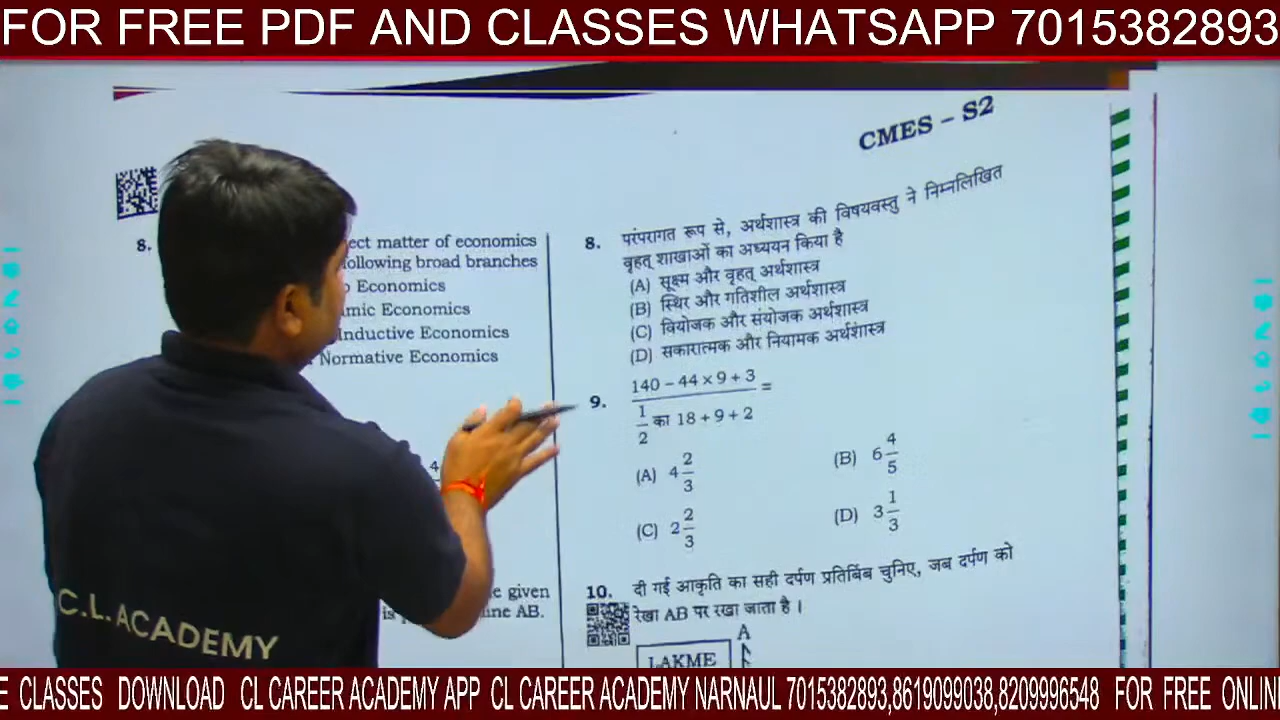 FOR FREE PDF AND CLASSES WHATSAPP 7015382893
CMES – S2
8.
ect matter of economics
following broad branches
Economics
mic Economics
Inductive Economics
Normative Economics
4
e given
ine AB.
8. परंपरागत रूप से, अर्थशास्त्र की विषयवस्तु ने निम्नलिखित
वृहत् शाखाओं का अध्ययन किया है
(A) सूक्ष्म और वृहत् अर्थशास्त्र
(B) स्थिर और गतिशील अर्थशास्त्र
(C) वियोजक और संयोजक अर्थशास्त्र
(D) सकारात्मक और नियामक अर्थशास्त्र
9. 140 – 44 × 9 + 3 =
1/2 का 18 + 9 + 2
(A) 4 2/3 (B) 6 4/5
(C) 2 2/3 (D) 3 1/3
10. दी गई आकृति का सही दर्पण प्रतिबिंब चुनिए, जब दर्पण को
रेखा AB पर रखा जाता है।
A
LAKME
C.L. ACADEMY
E CLASSES DOWNLOAD CL CAREER ACADEMY APP CL CAREER ACADEMY NARNAUL 7015382893,8619099038,8209996548 FOR FREE ONLIN